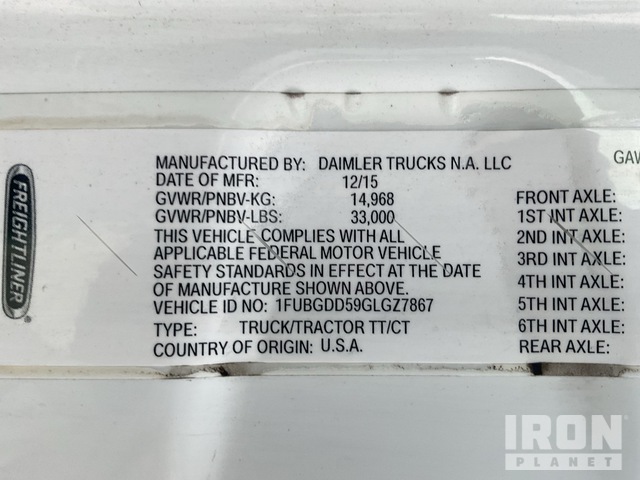 FREIGHTLINER
MANUFACTURED BY: DAIMLER TRUCKS N.A. LLC
DATE OF MFR: 12/15
GVWR/PNBV-KG: 14,968
GVWR/PNBV-LBS: 33,000
THIS VEHICLE COMPLIES WITH ALL
APPLICABLE FEDERAL MOTOR VEHICLE
SAFETY STANDARDS IN EFFECT AT THE DATE
OF MANUFACTURE SHOWN ABOVE.
VEHICLE ID NO: 1FUBGDD59GLGZ7867
TYPE: TRUCK/TRACTOR TT/CT
COUNTRY OF ORIGIN: U.S.A.
GAW
FRONT AXLE:
1ST INT AXLE:
2ND INT AXLE:
3RD INT AXLE:
4TH INT AXLE:
5TH INT AXLE:
6TH INT AXLE:
REAR AXLE:
IRON
PLANET